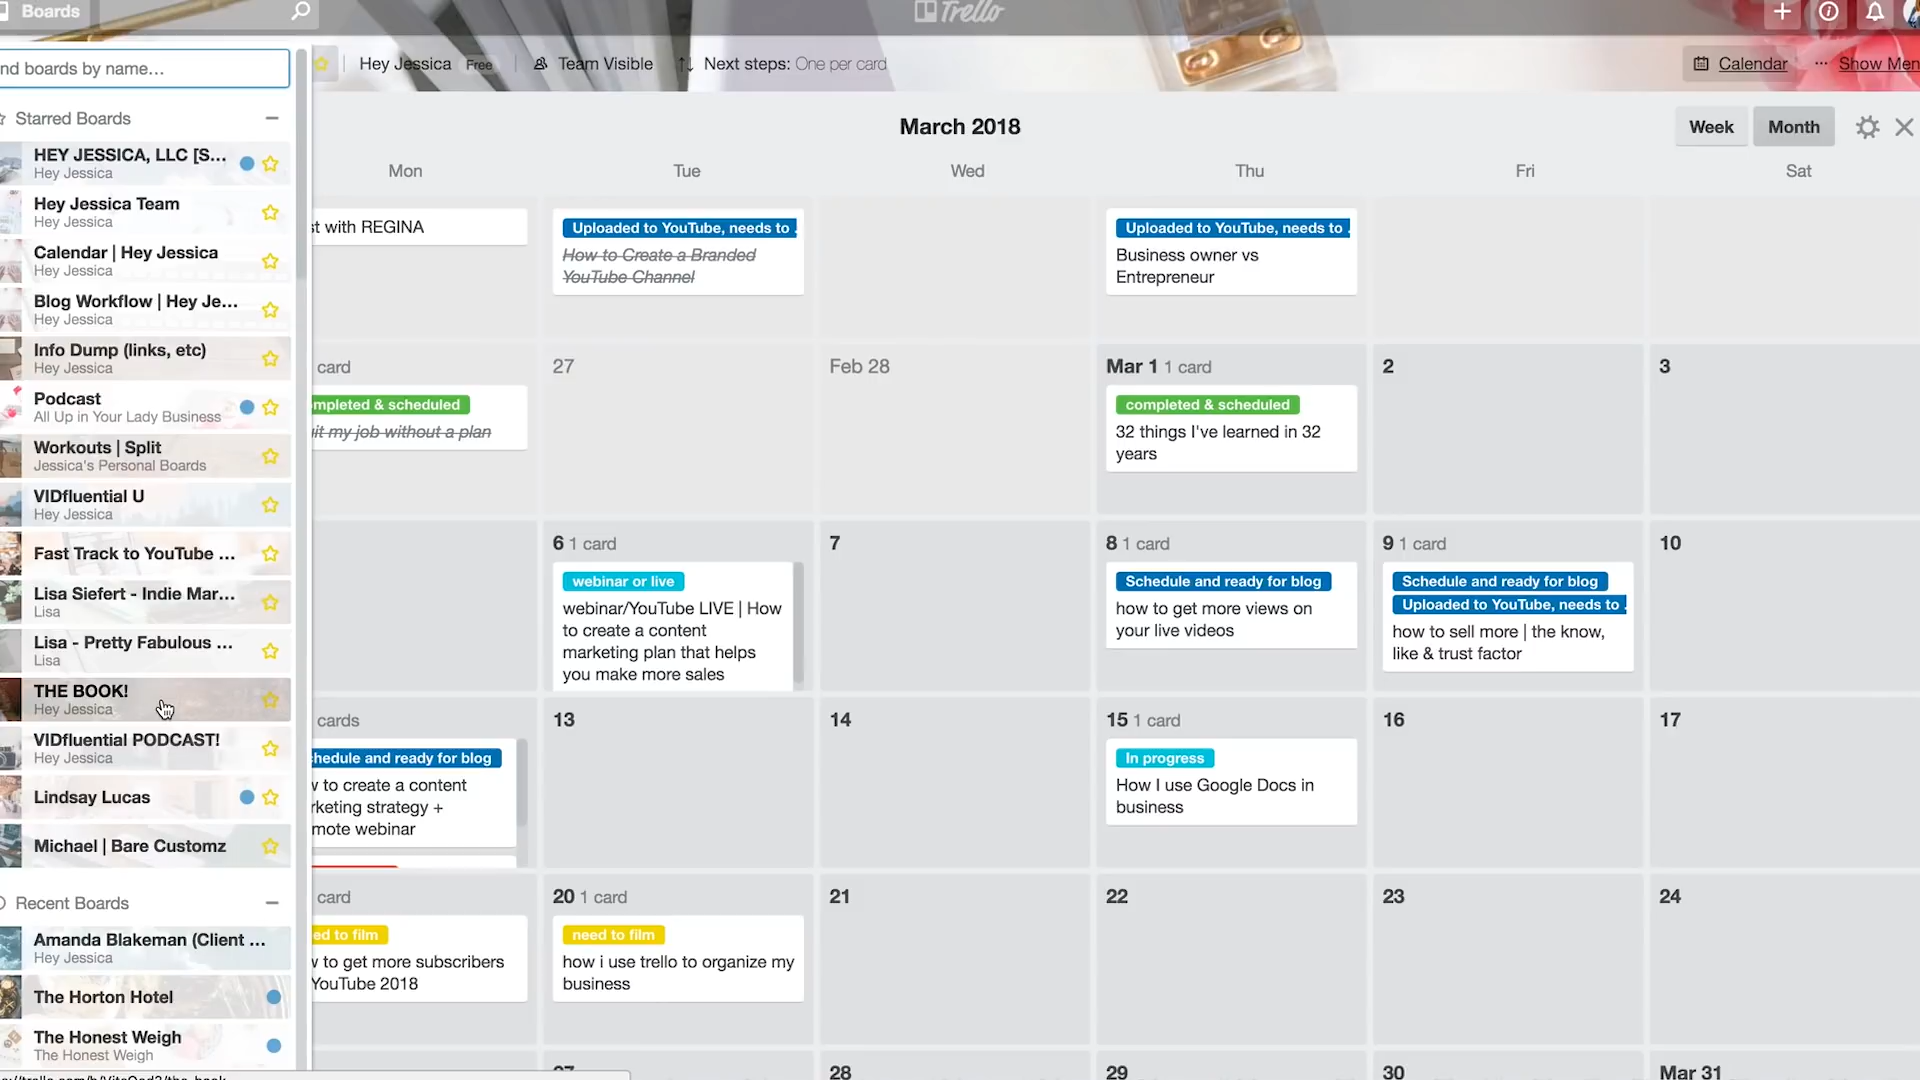 Boards
Trello
nd boards by name...
Hey Jessica Free
Team Visible
Next steps: One per card
Calendar
Show Men
Starred Boards
HEY JESSICA, LLC [S...
Hey Jessica
Hey Jessica Team
Hey Jessica
Calendar | Hey Jessica
Hey Jessica
Blog Workflow | Hey Je...
Hey Jessica
Info Dump (links, etc)
Hey Jessica
Podcast
All Up in Your Lady Business
Workouts | Split
Jessica's Personal Boards
VIDfluential U
Hey Jessica
Fast Track to YouTube ...
Lisa Siefert - Indie Mar...
Lisa
Lisa - Pretty Fabulous ...
Lisa
THE BOOK!
Hey Jessica
VIDfluential PODCAST!
Hey Jessica
Lindsay Lucas
Michael | Bare Customz
Recent Boards
Amanda Blakeman (Client ...
Hey Jessica
The Horton Hotel
The Honest Weigh
The Honest Weigh
March 2018
Week
Month
Mon
Tue
Wed
Thu
Fri
Sat
st with REGINA
Uploaded to YouTube, needs to .
How to Create a Branded
YouTube Channel
Uploaded to YouTube, needs to .
Business owner vs
Entrepreneur
card
mpleted & scheduled
it my job without a plan
27
Feb 28
Mar 1 1 card
completed & scheduled
32 things I've learned in 32
years
2
3
6 1 card
webinar or live
webinar/YouTube LIVE | How
to create a content
marketing plan that helps
you make more sales
7
8 1 card
Schedule and ready for blog
how to get more views on
your live videos
9 1 card
Schedule and ready for blog
Uploaded to YouTube, needs to .
how to sell more | the know,
like & trust factor
10
cards
hedule and ready for blog
w to create a content
rketing strategy +
mote webinar
13
14
15 1 card
In progress
How I use Google Docs in
business
16
17
card
ed to film
w to get more subscribers
YouTube 2018
20 1 card
need to film
how i use trello to organize my
business
21
22
23
24
27
28
29
30
Mar 31